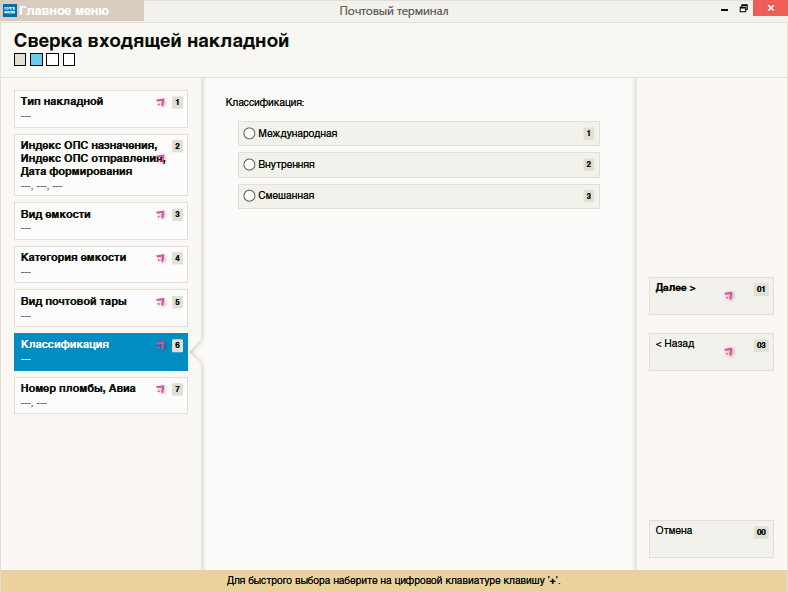 Главное меню
Почтовый терминал
Сверка входящей накладной
Тип накладной 1
---
Индекс ОПС назначения, 2
Индекс ОПС отправления,
Дата формирования
---, ---, ---
Вид емкости 3
---
Категория емкости 4
---
Вид почтовой тары 5
---
Классификация 6
---
Номер пломбы, Авиа 7
---, ---
Классификация:
Международная 1
Внутренняя 2
Смешанная 3
Далее > 01
< Назад 03
Отмена 00
Для быстрого выбора наберите на цифровой клавиатуре клавишу '+'.